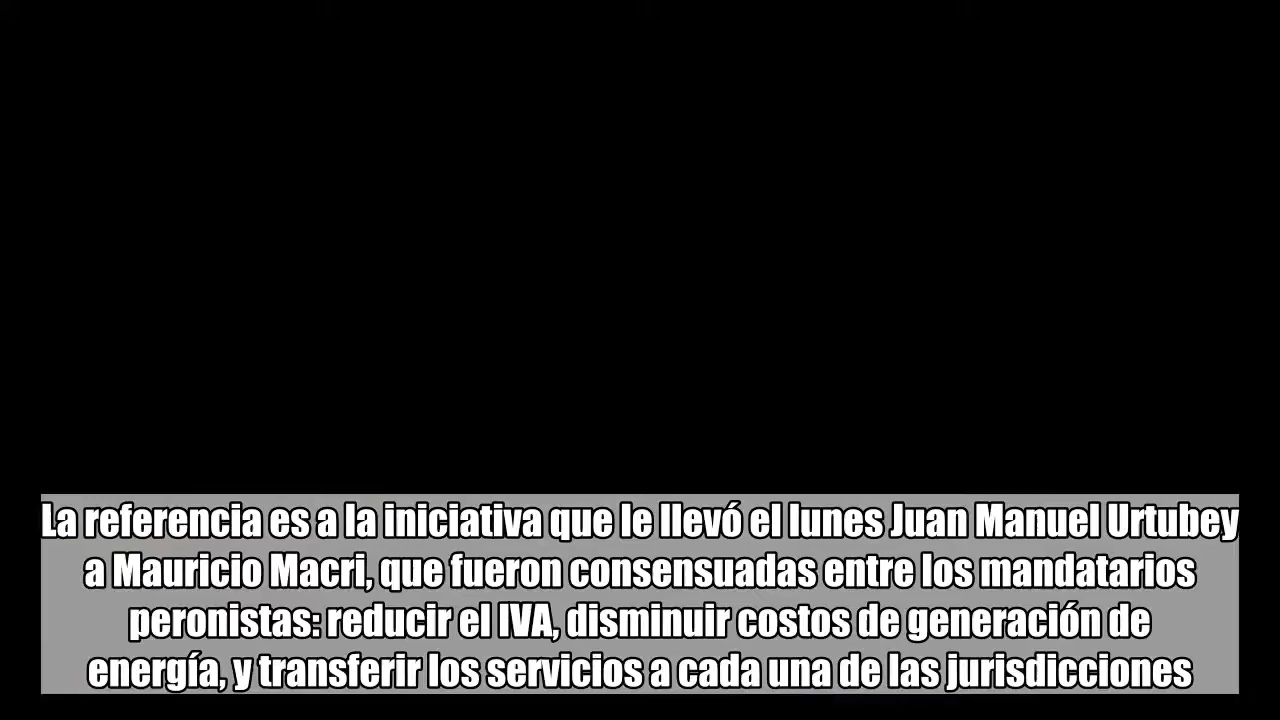 La referencia es a la iniciativa que le llevó el lunes Juan Manuel Urtubey
a Mauricio Macri, que fueron consensuadas entre los mandatarios
peronistas: reducir el IVA, disminuir costos de generación de
energía, y transferir los servicios a cada una de las jurisdicciones